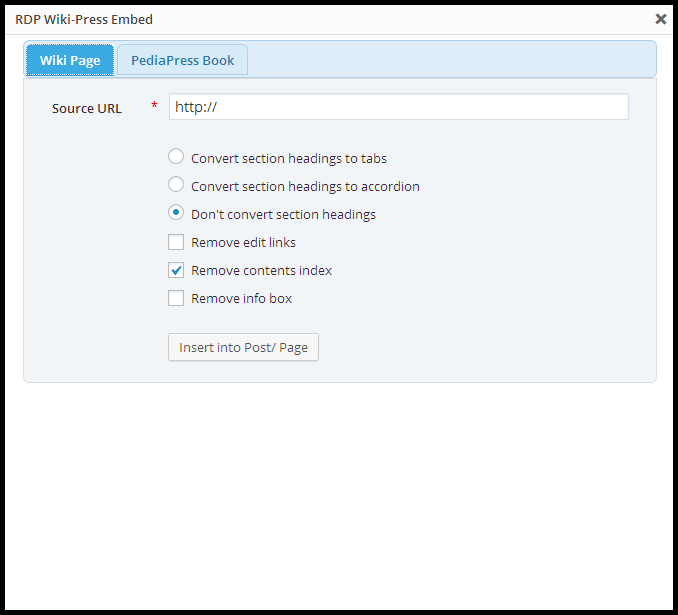 RDP Wiki-Press Embed
Wiki Page PediaPress Book
Source URL * http://
Convert section headings to tabs
Convert section headings to accordion
Don't convert section headings
Remove edit links
Remove contents index
Remove info box
Insert into Post/ Page